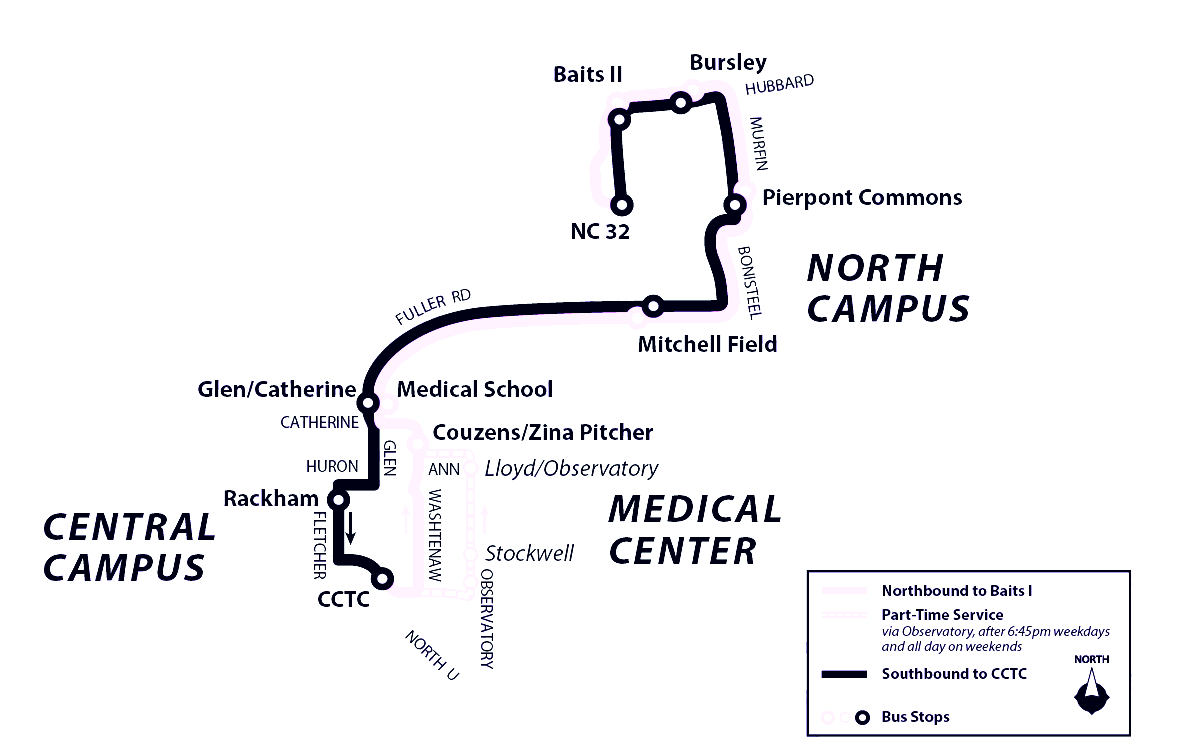 Bursley
Baits II
HUBBARD
MURFIN
Pierpont Commons
NC 32
BONISTEEL
NORTH
CAMPUS
FULLER RD
Mitchell Field
Glen/Catherine
Medical School
CATHERINE
Couzens/Zina Pitcher
GLEN
HURON
ANN
Lloyd/Observatory
Rackham
WASHTENAW
MEDICAL
CENTER
CENTRAL
CAMPUS
FLETCHER
Stockwell
CCTC
OBSERVATORY
NORTH U
Northbound to Baits I
Part-Time Service
via Observatory, after 6:45pm weekdays
and all day on weekends
NORTH
Southbound to CCTC
Bus Stops